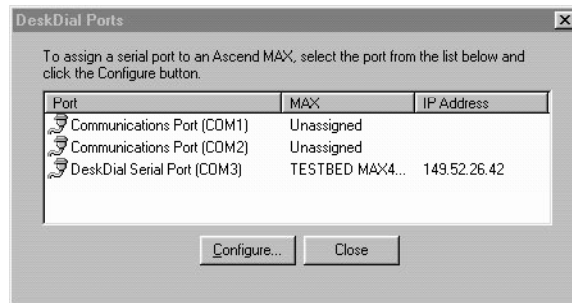 DeskDial Ports
To assign a serial port to an Ascend MAX, select the port from the list below and
click the Configure button.
Port MAX IP Address
Communications Port (COM1) Unassigned
Communications Port (COM2) Unassigned
DeskDial Serial Port (COM3) TESTBED MAX4... 149.52.26.42
Configure... Close